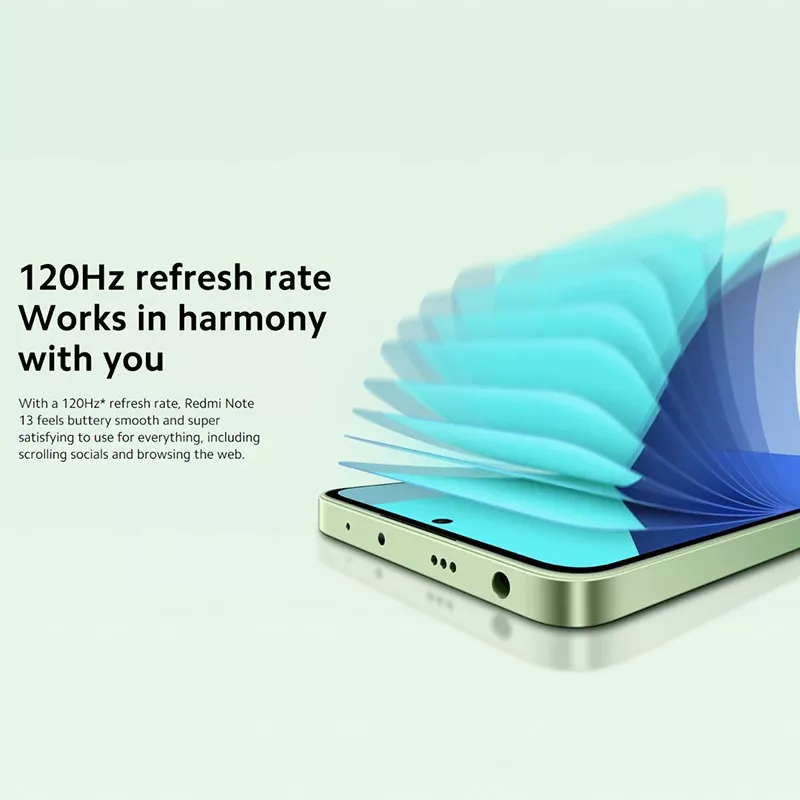 120Hz refresh rate
Works in harmony
with you
With a 120Hz* refresh rate, Redmi Note
13 feels buttery smooth and super
satisfying to use for everything, including
scrolling socials and browsing the web.